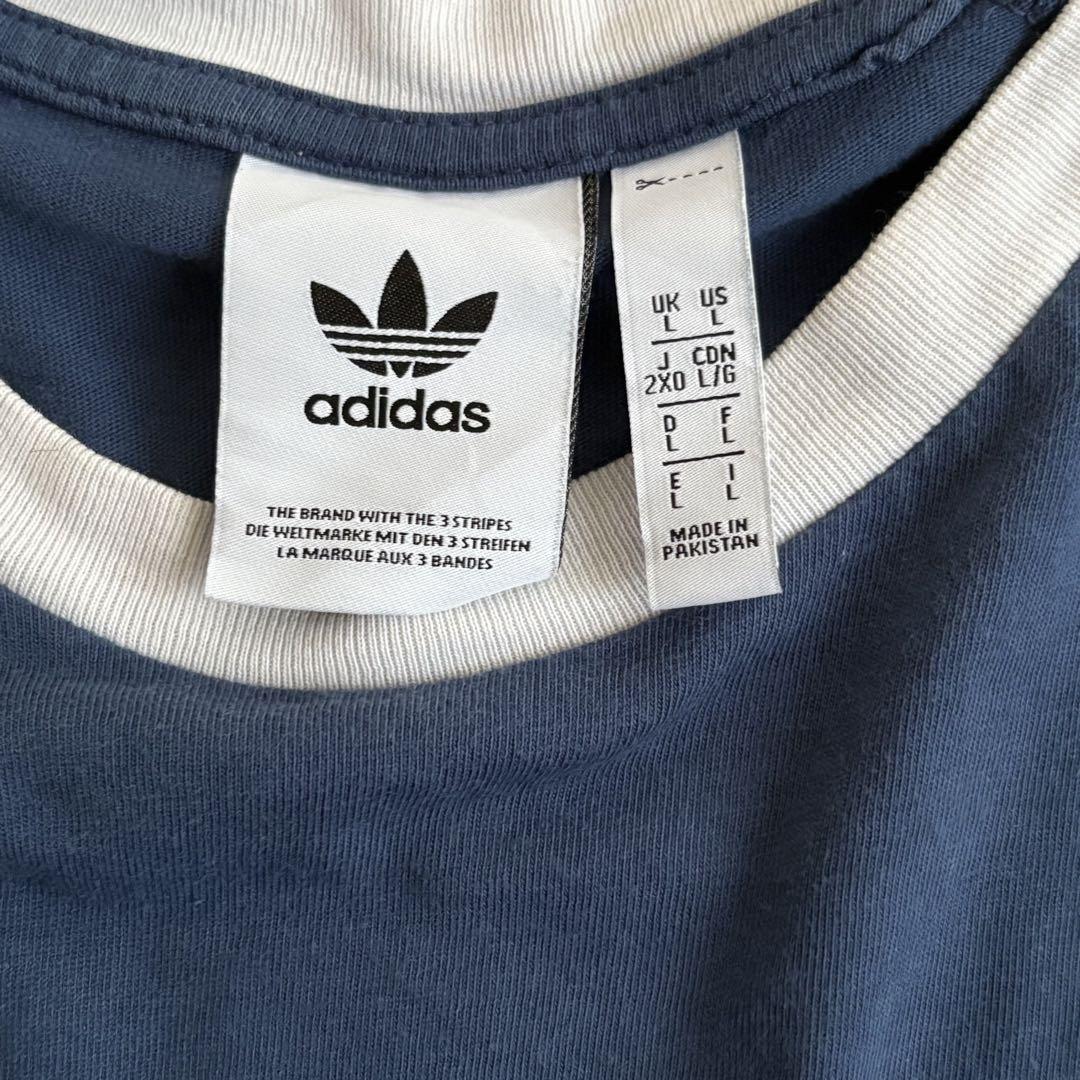 adidas
THE BRAND WITH THE 3 STRIPES
DIE WELTMARKE MIT DEN 3 STREIFEN
LA MARQUE AUX 3 BANDES
UK US
L L
J CDN
2XO L/G
D F
L L
E I
L L
MADE IN
PAKISTAN